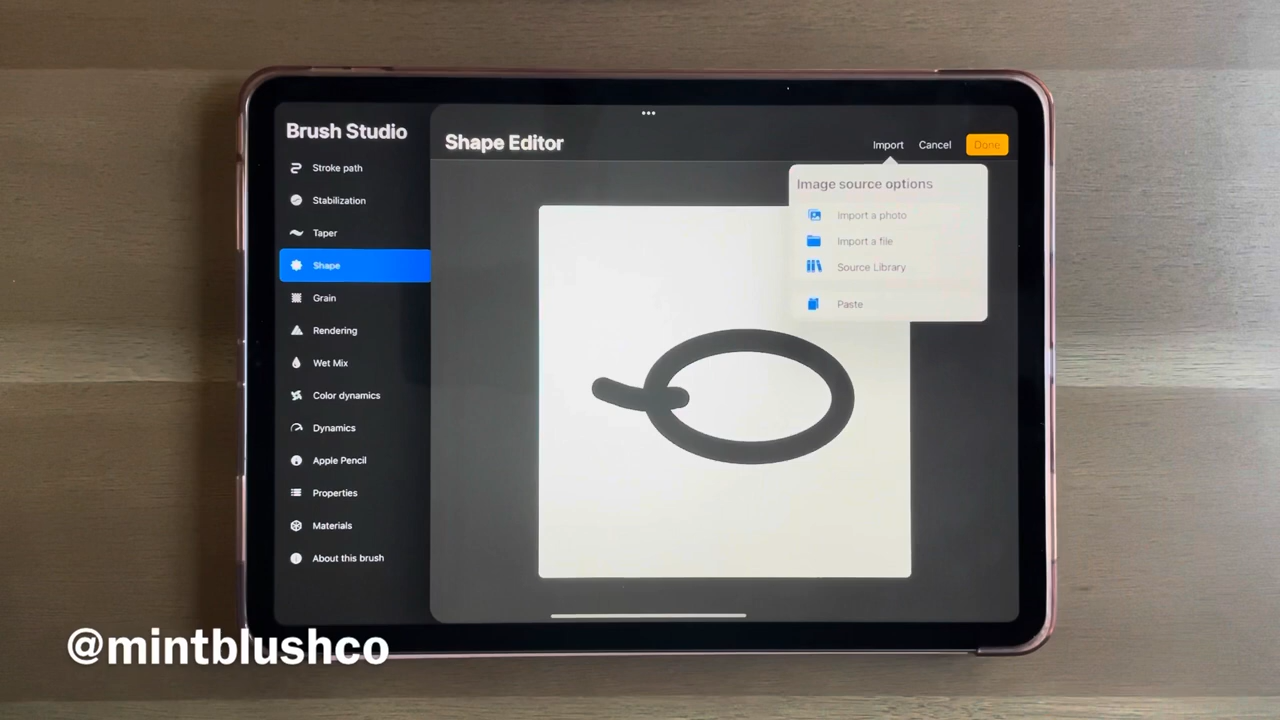 Brush Studio
Stroke path
Stabilization
Taper
Shape
Grain
Rendering
Wet Mix
Color dynamics
Dynamics
Apple Pencil
Properties
Materials
About this brush
Shape Editor
Import Cancel Done
Image source options
Import a photo
Import a file
Source Library
Paste
@mintblushco